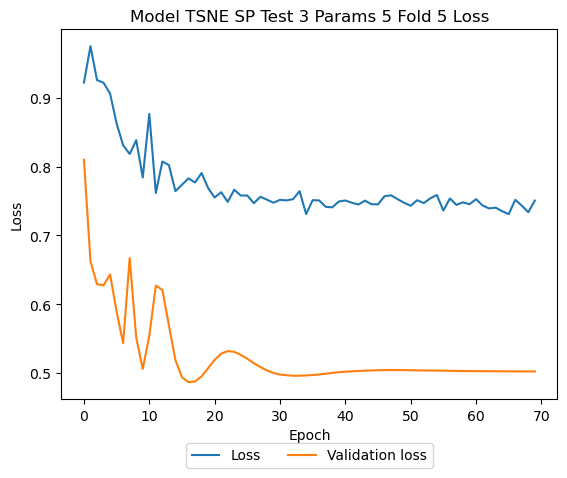 Model TSNE SP Test 3 Params 5 Fold 5 Loss
0.9
0.8
0.7
0.6
0.5
Loss
0 10 20 30 40 50 60 70
Epoch
Loss Validation loss